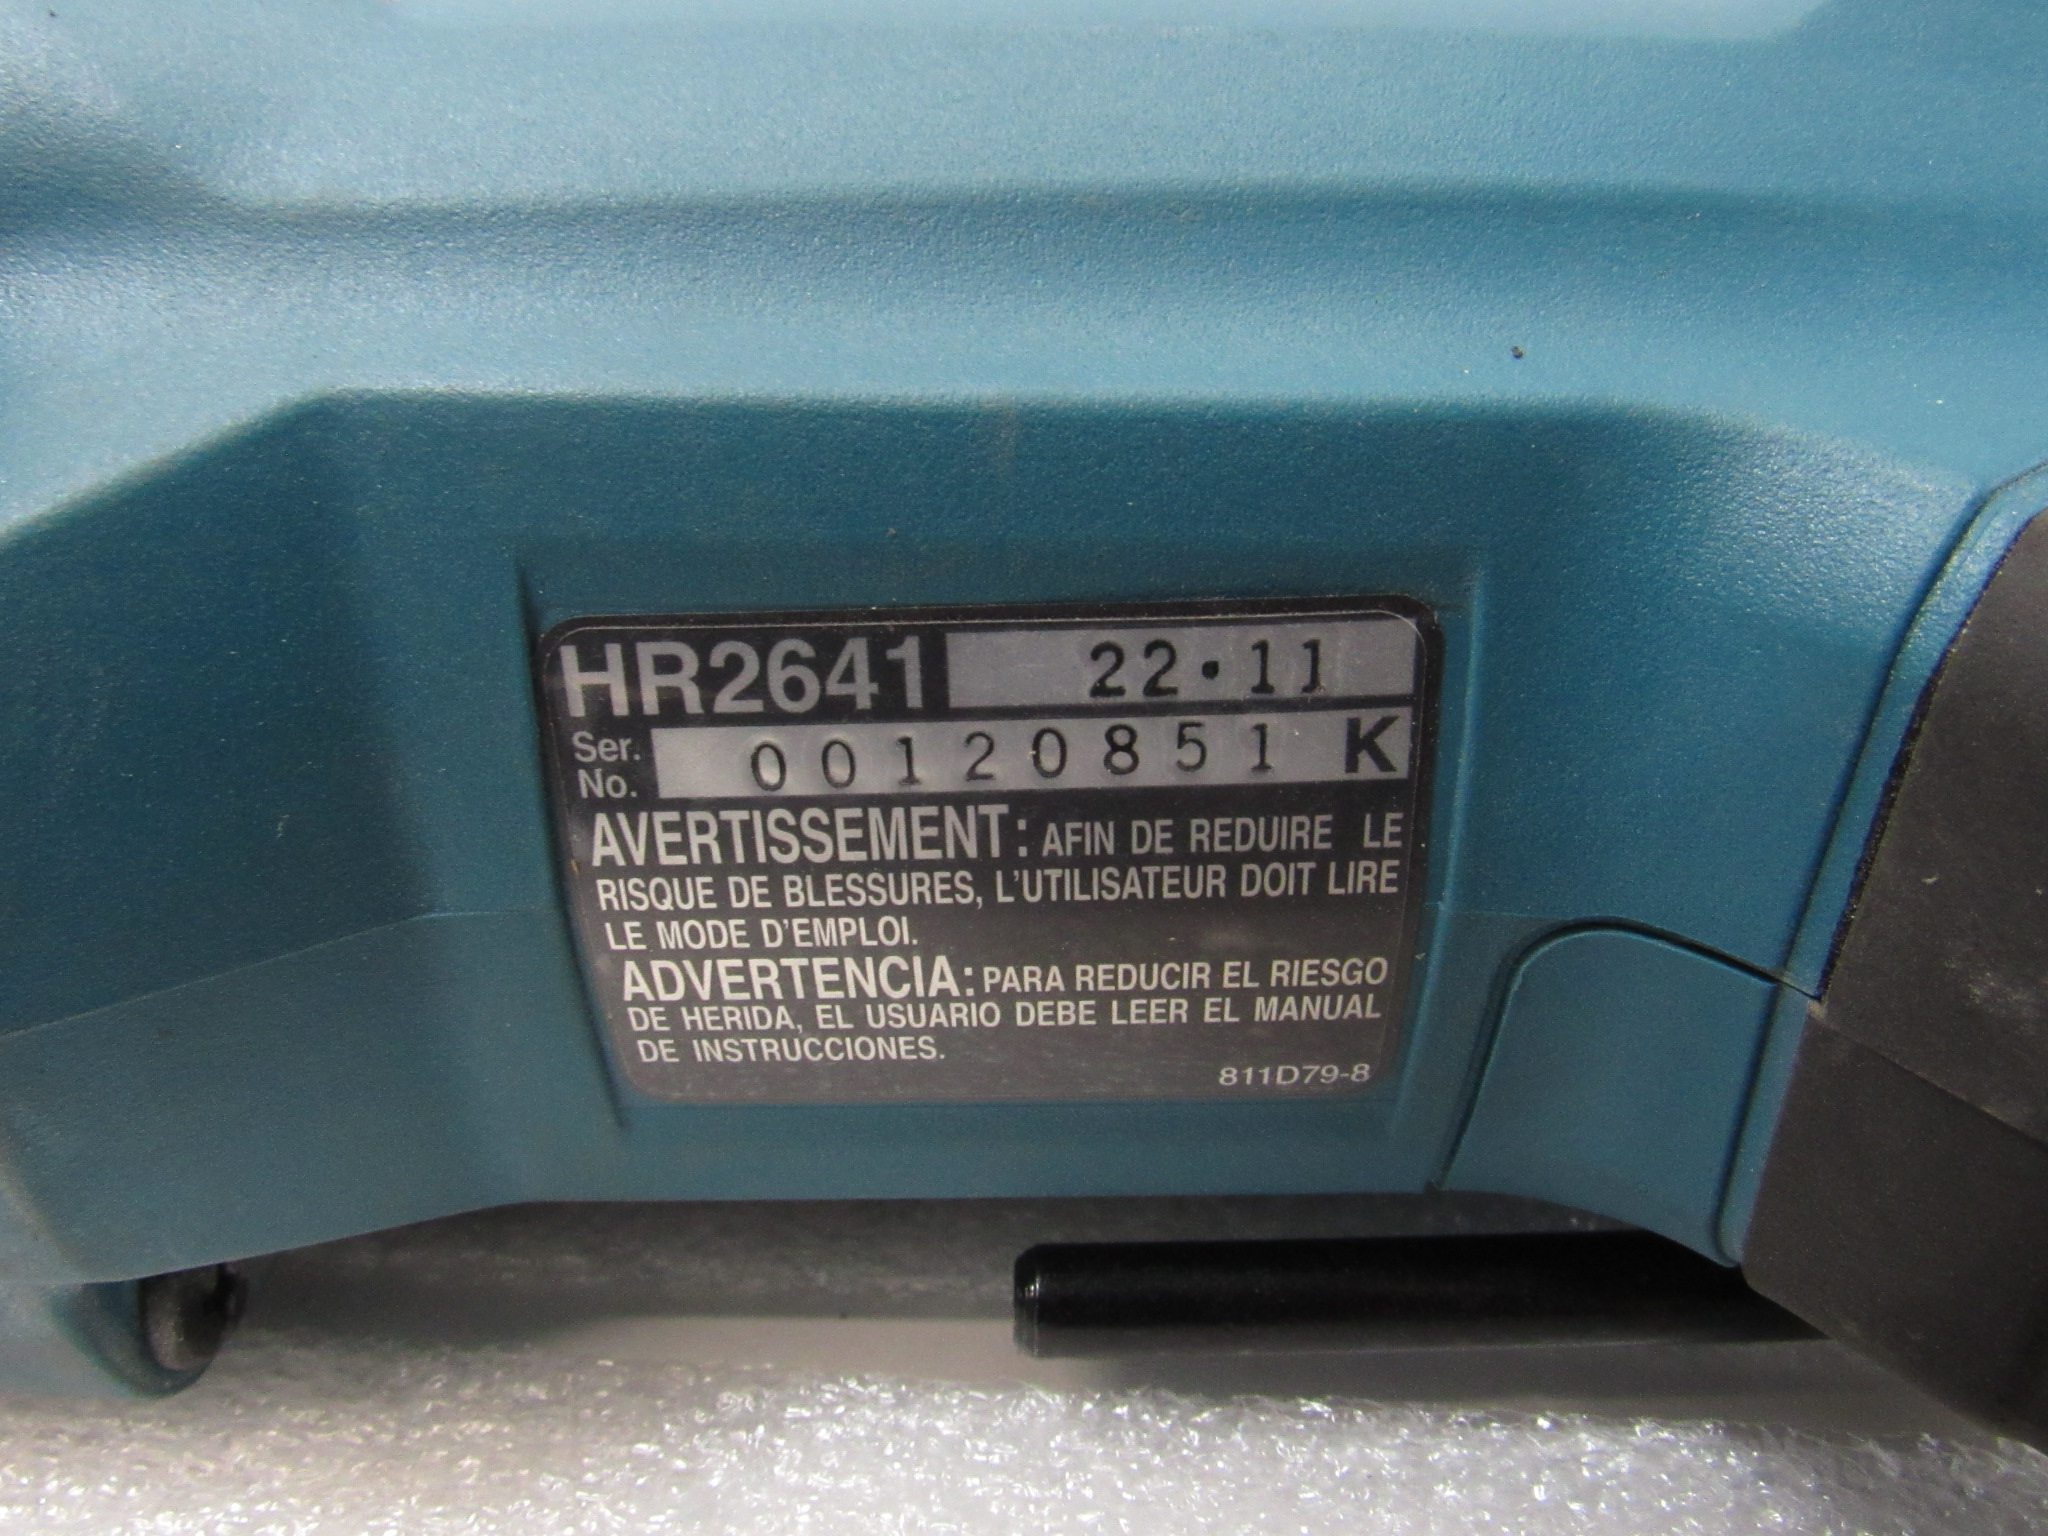 HR2641 22·11
Ser. No. 00120851 K
AVERTISSEMENT: AFIN DE REDUIRE LE
RISQUE DE BLESSURES, L'UTILISATEUR DOIT LIRE
LE MODE D'EMPLOI.
ADVERTENCIA: PARA REDUCIR EL RIESGO
DE HERIDA, EL USUARIO DEBE LEER EL MANUAL
DE INSTRUCCIONES.
811D79-8